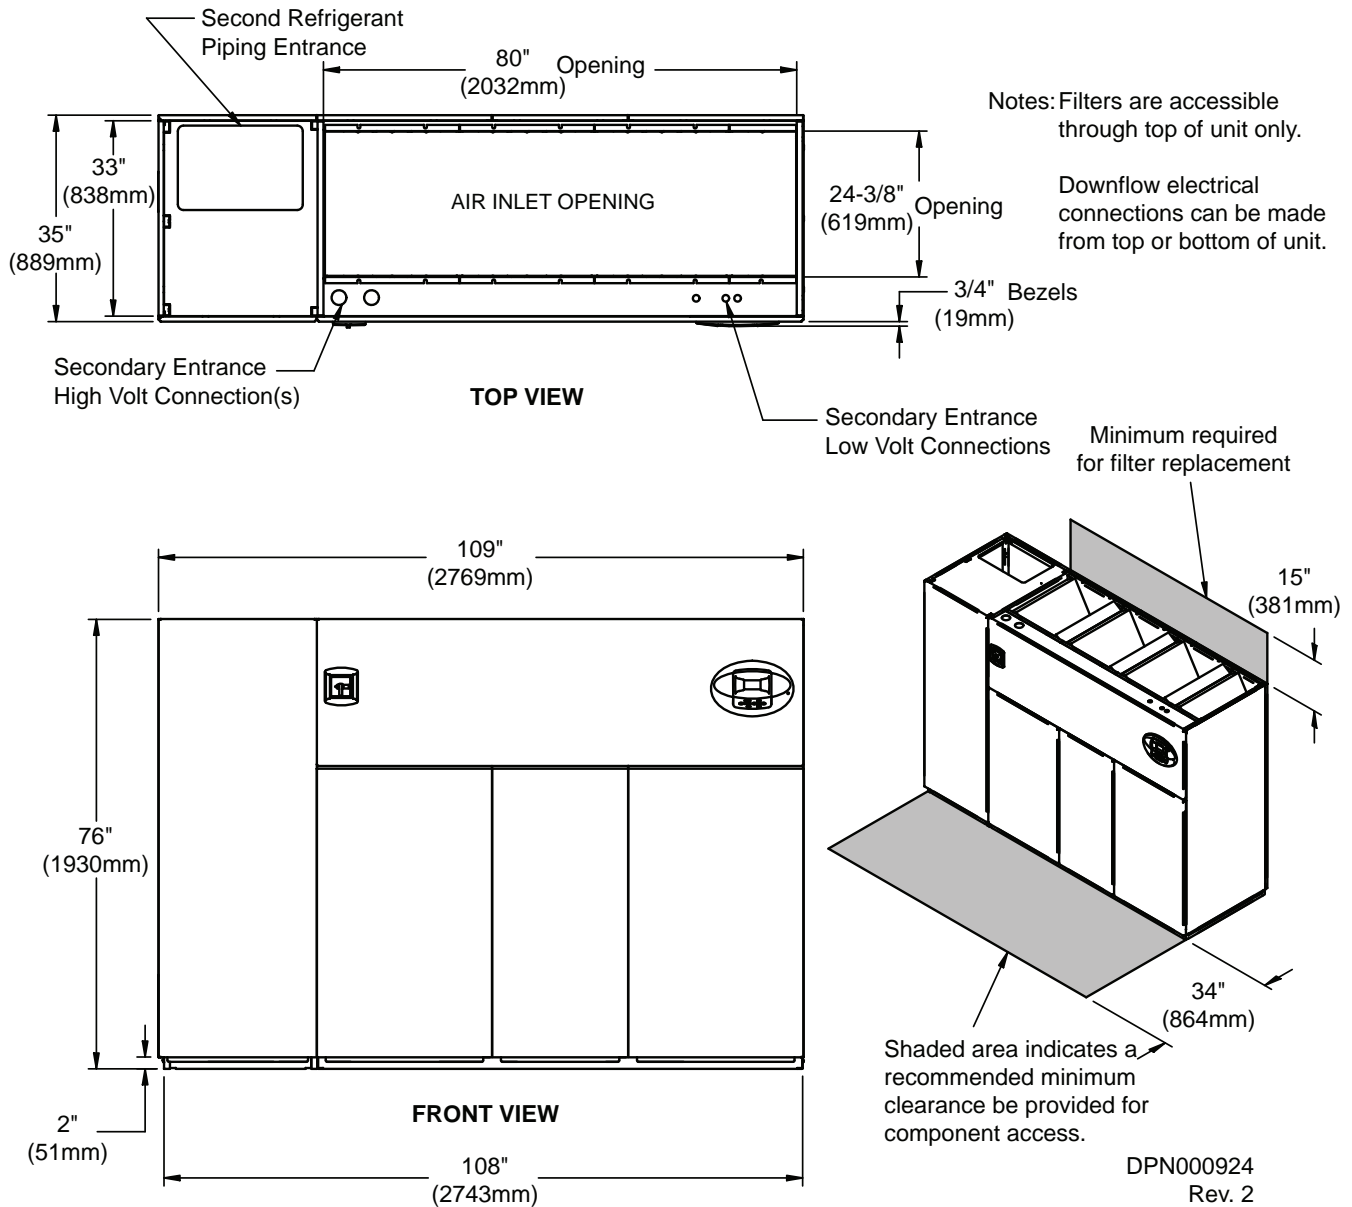 Second Refrigerant
Piping Entrance
80"
(2032mm)
Opening
Notes: Filters are accessible
through top of unit only.
Downflow electrical
connections can be made
from top or bottom of unit.
33"
(838mm)
35"
(889mm)
AIR INLET OPENING
24-3/8"
(619mm)
Opening
3/4"
(19mm)
Bezels
Secondary Entrance
High Volt Connection(s)
TOP VIEW
Secondary Entrance
Low Volt Connections
Minimum required
for filter replacement
109"
(2769mm)
15"
(381mm)
76"
(1930mm)
34"
(864mm)
Shaded area indicates a
recommended minimum
clearance be provided for
component access.
2"
(51mm)
FRONT VIEW
108"
(2743mm)
DPN000924
Rev. 2